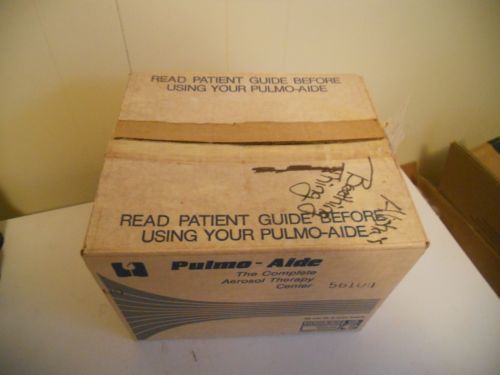 READ PATIENT GUIDE BEFORE
USING YOUR PULMO-AIDE
READ PATIENT GUIDE BEFORE
USING YOUR PULMO-AIDE
Pulmo-Aide
The Complete
Aerosol Therapy
Center
56101